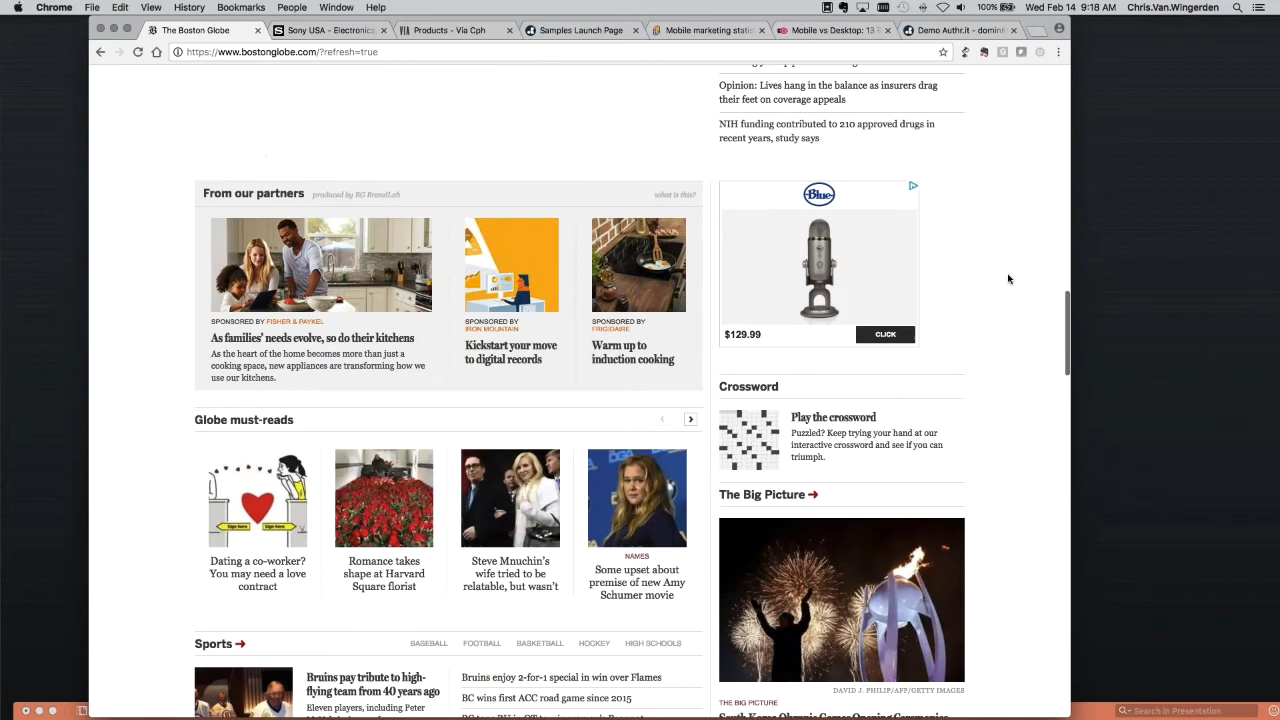 Chrome File Edit View History Bookmarks People Window Help
100% Wed Feb 14 9:18 AM Chris.Van.Wingerden
The Boston Globe
Sony USA - Electronics,
Products - Via Cph
Samples Launch Page
Mobile marketing stati
Mobile vs Desktop: 13 E
Demo Authr.it - domin
https://www.bostonglobe.com/?refresh=true
Opinion: Lives hang in the balance as insurers drag
their feet on coverage appeals
NIH funding contributed to 210 approved drugs in
recent years, study says
From our partners produced by BG BrandLab what is this?
SPONSORED BY FISHER & PAYKEL
As families' needs evolve, so do their kitchens
As the heart of the home becomes more than just a
cooking space, new appliances are transforming how we
use our kitchens.
SPONSORED BY
IRON MOUNTAIN
Kickstart your move
to digital records
SPONSORED BY
FRIGIDAIRE
Warm up to
induction cooking
Blue
$129.99 CLICK
Crossword
Play the crossword
Puzzled? Keep trying your hand at our
interactive crossword and see if you can
triumph.
Globe must-reads
Sign here Sign here
Dating a co-worker?
You may need a love
contract
Romance takes
shape at Harvard
Square florist
Steve Mnuchin's
wife tried to be
relatable, but wasn't
NAMES
Some upset about
premise of new Amy
Schumer movie
The Big Picture
DAVID J. PHILIP/AFP/GETTY IMAGES
THE BIG PICTURE
South Korea Olympic Games Opening Ceremonies
Sports BASEBALL FOOTBALL BASKETBALL HOCKEY HIGH SCHOOLS
Bruins pay tribute to high-
flying team from 40 years ago
Eleven players, including Peter
Bruins enjoy 2-for-1 special in win over Flames
BC wins first ACC road game since 2015
Search in Presentation